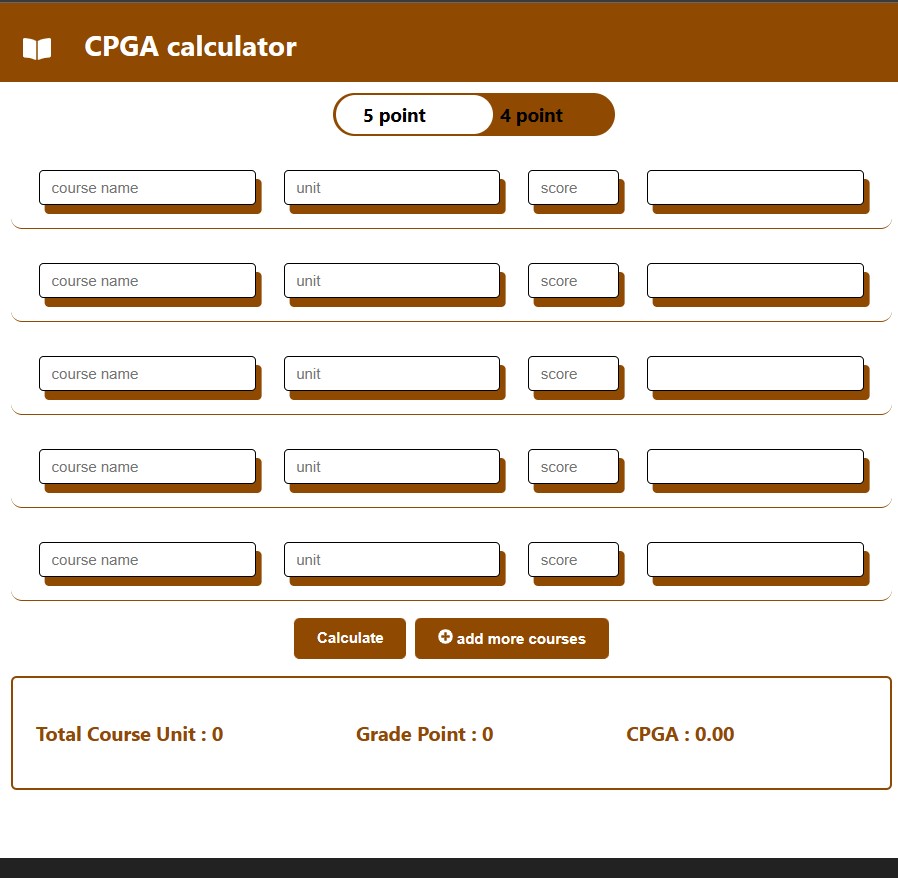 CPGA calculator
5 point 4 point
course name unit score
course name unit score
course name unit score
course name unit score
course name unit score
Calculate add more courses
Total Course Unit : 0 Grade Point : 0 CPGA : 0.00